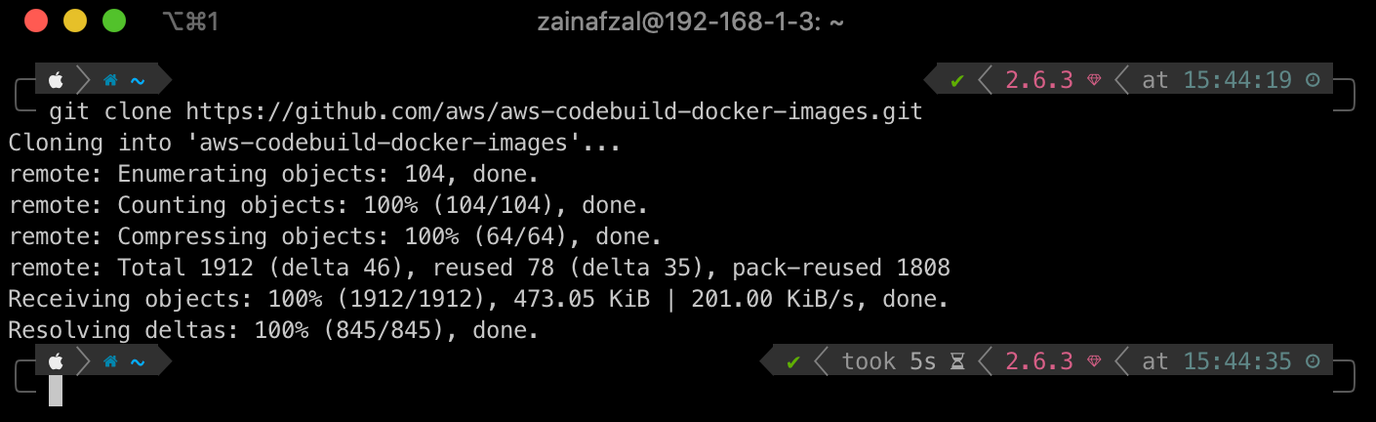 ⌥⌘1 zainafzal@192-168-1-3: ~
~ ✔ 2.6.3 at 15:44:19
git clone https://github.com/aws/aws-codebuild-docker-images.git
Cloning into 'aws-codebuild-docker-images'...
remote: Enumerating objects: 104, done.
remote: Counting objects: 100% (104/104), done.
remote: Compressing objects: 100% (64/64), done.
remote: Total 1912 (delta 46), reused 78 (delta 35), pack-reused 1808
Receiving objects: 100% (1912/1912), 473.05 KiB | 201.00 KiB/s, done.
Resolving deltas: 100% (845/845), done.
~ ✔ took 5s 2.6.3 at 15:44:35